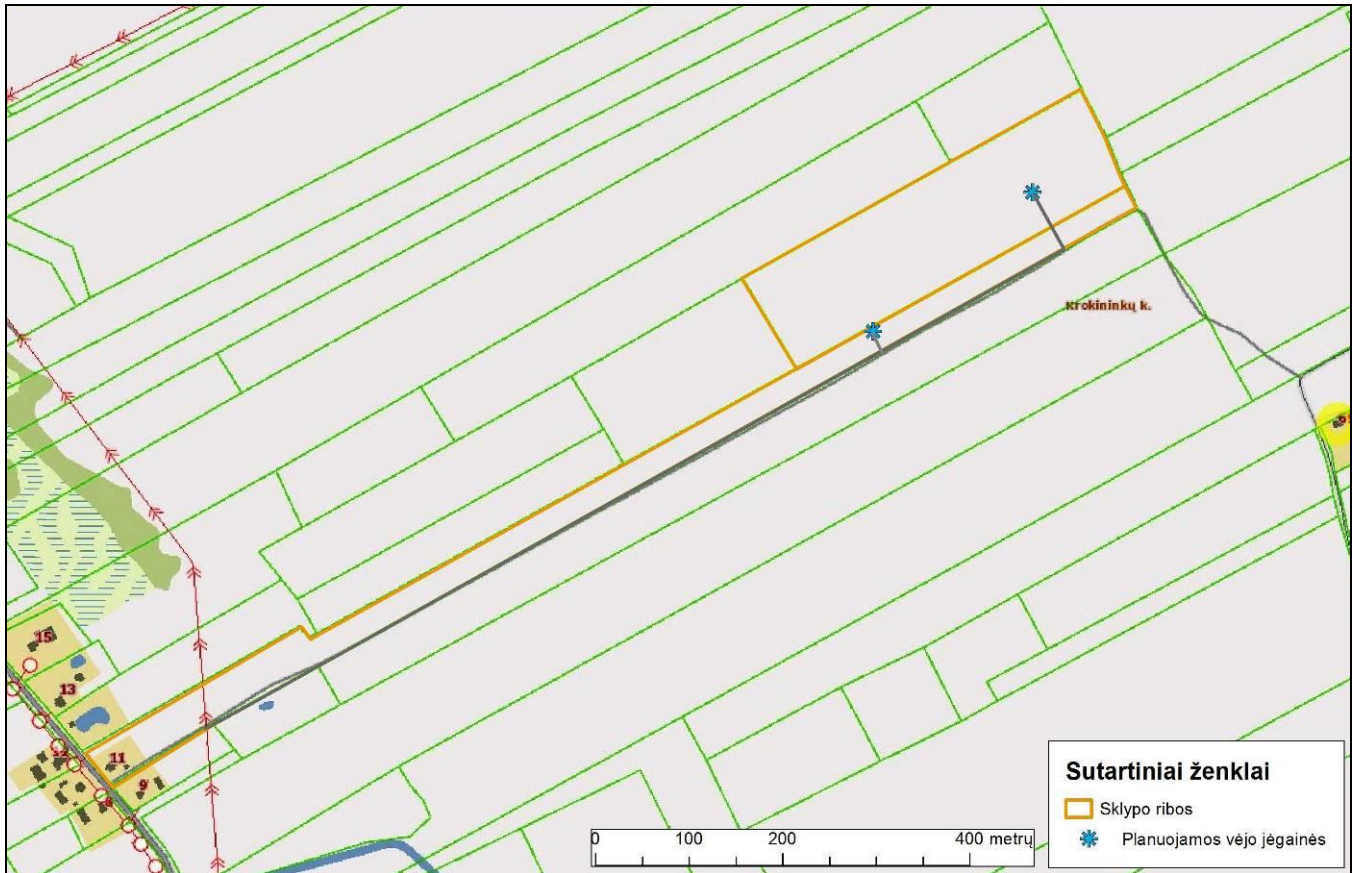 Krokininkų k.
15
13
11
9
8
Sutartiniai ženklai
Sklypo ribos
Planuojamos vėjo jėgainės
0 100 200 400 metrų